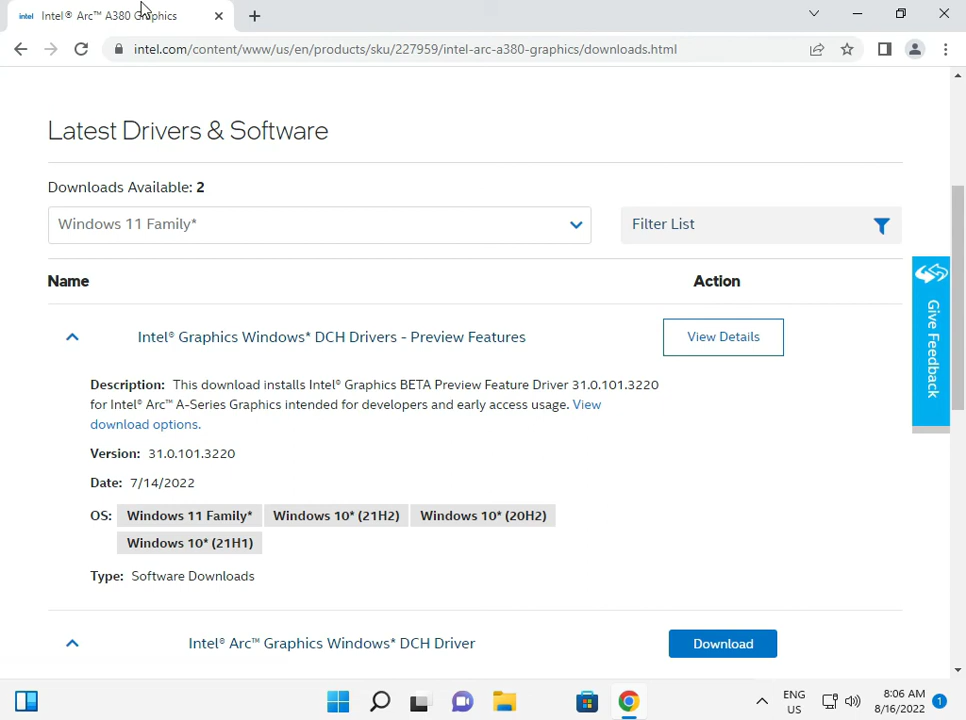 intel Intel® Arc™ A380 Graphics
intel.com/content/www/us/en/products/sku/227959/intel-arc-a380-graphics/downloads.html
Latest Drivers & Software
Downloads Available: 2
Windows 11 Family*
Filter List
Name
Action
Intel® Graphics Windows* DCH Drivers - Preview Features
View Details
Description: This download installs Intel® Graphics BETA Preview Feature Driver 31.0.101.3220
for Intel® Arc™ A-Series Graphics intended for developers and early access usage. View
download options.
Version: 31.0.101.3220
Date: 7/14/2022
OS: Windows 11 Family* Windows 10* (21H2) Windows 10* (20H2)
Windows 10* (21H1)
Type: Software Downloads
Intel® Arc™ Graphics Windows* DCH Driver
Download
Give Feedback
ENG
US
8:06 AM
8/16/2022
1